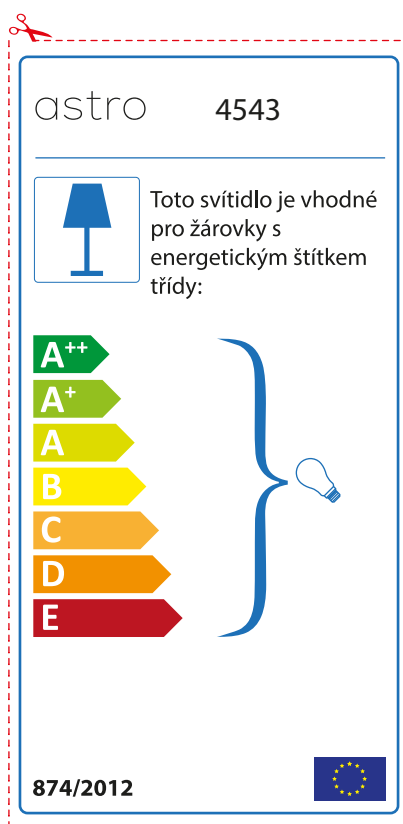 astro 4543
Toto svítidlo je vhodné
pro žárovky s
energetickým štítkem
třídy:
A++
A+
A
B
C
D
E
874/2012